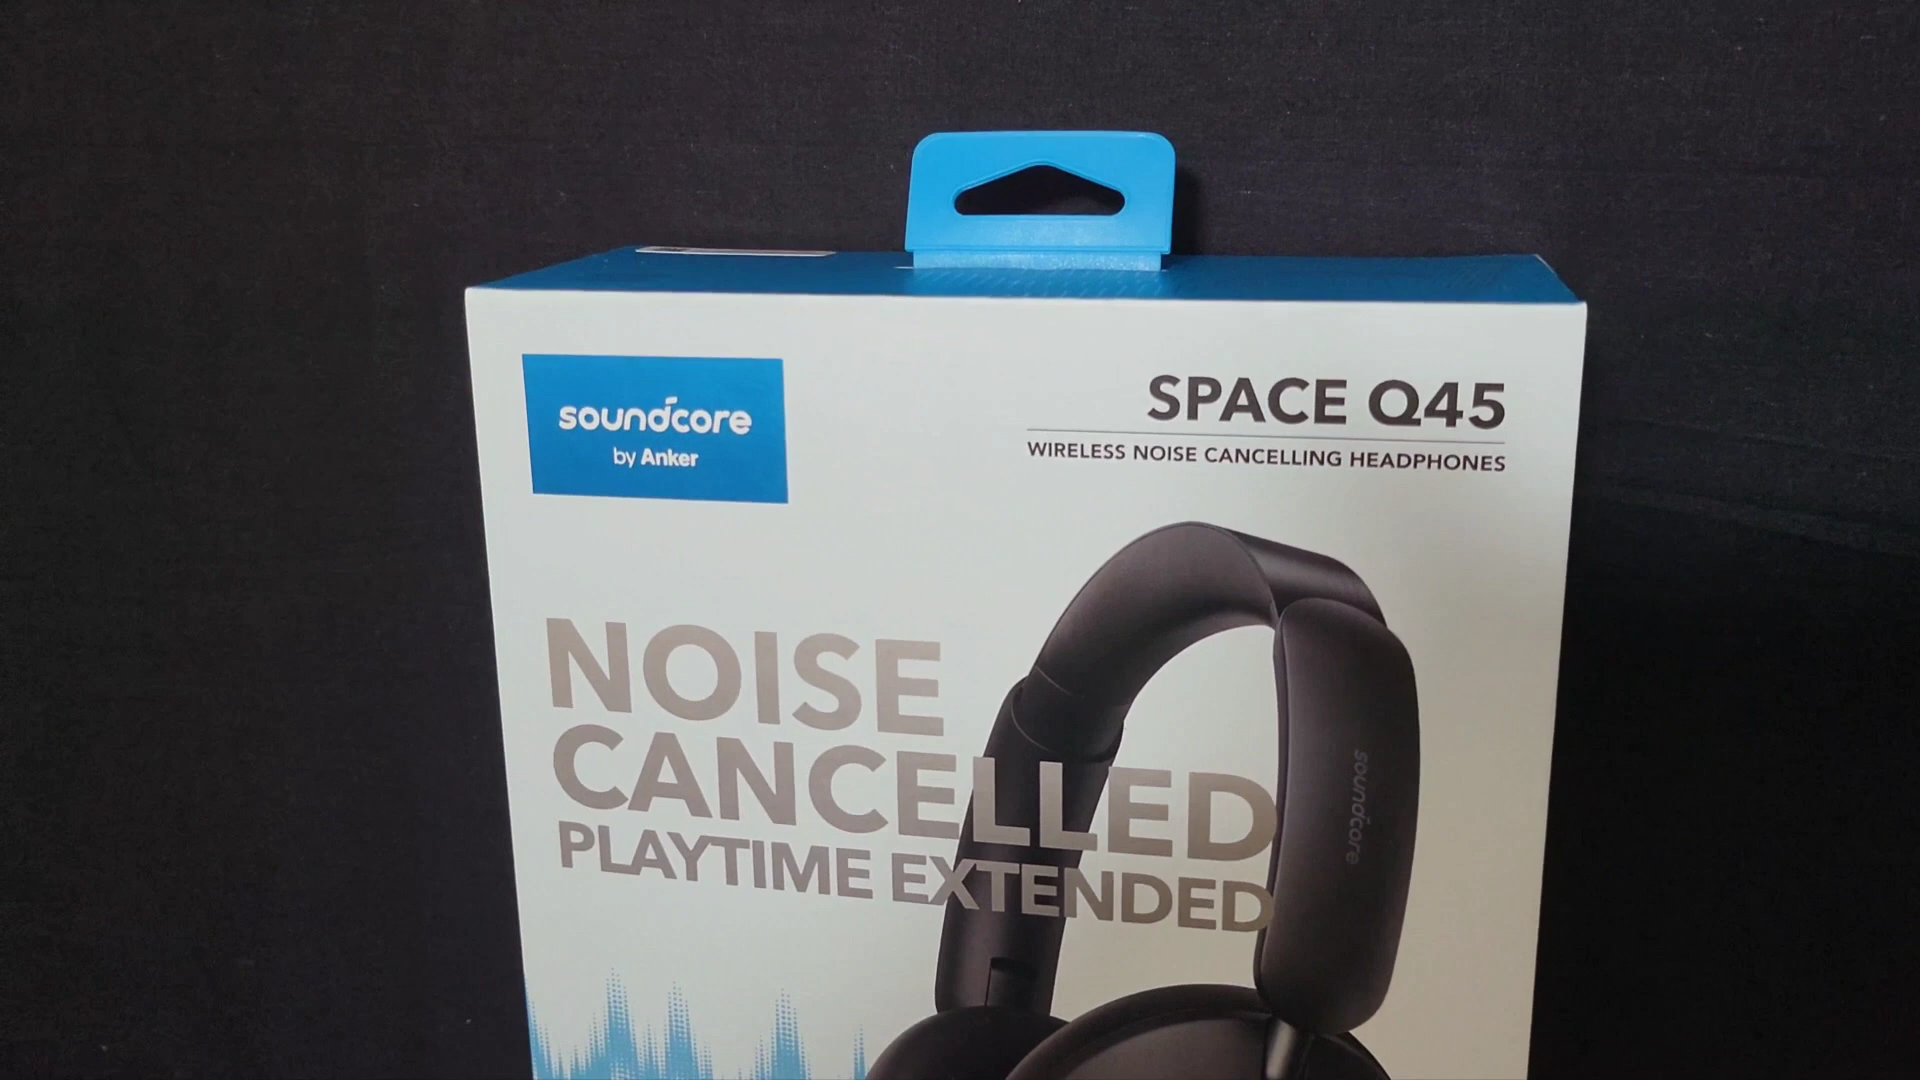 soundcore
by Anker
SPACE Q45
WIRELESS NOISE CANCELLING HEADPHONES
NOISE
CANCELLED
PLAYTIME EXTENDED
soundcore